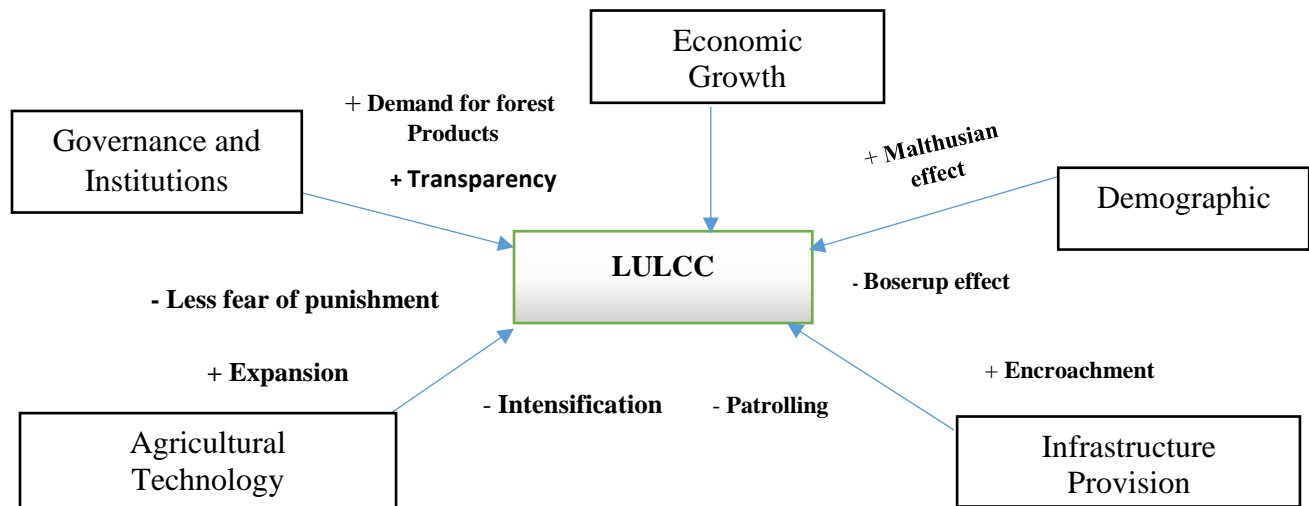 Economic
Growth
+ Demand for forest
Products
Governance and
Institutions
+ Transparency
+ Malthusian
effect
Demographic
LULCC
- Less fear of punishment
- Boserup effect
+ Expansion
- Intensification
- Patrolling
+ Encroachment
Agricultural
Technology
Infrastructure
Provision